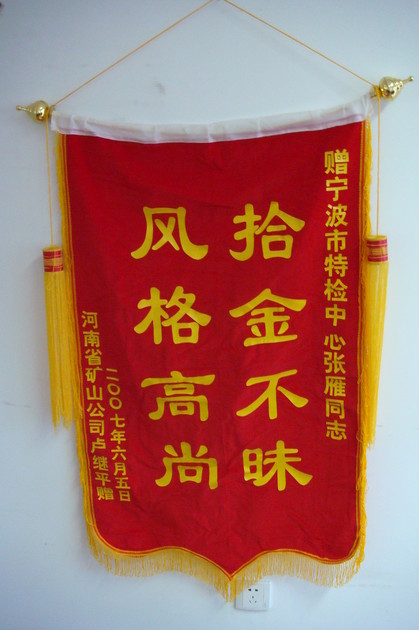 赠宁波市特检中心张雁同志
拾金不昧
风格高尚
二〇〇七年六月五日
河南省矿山公司卢继平赠